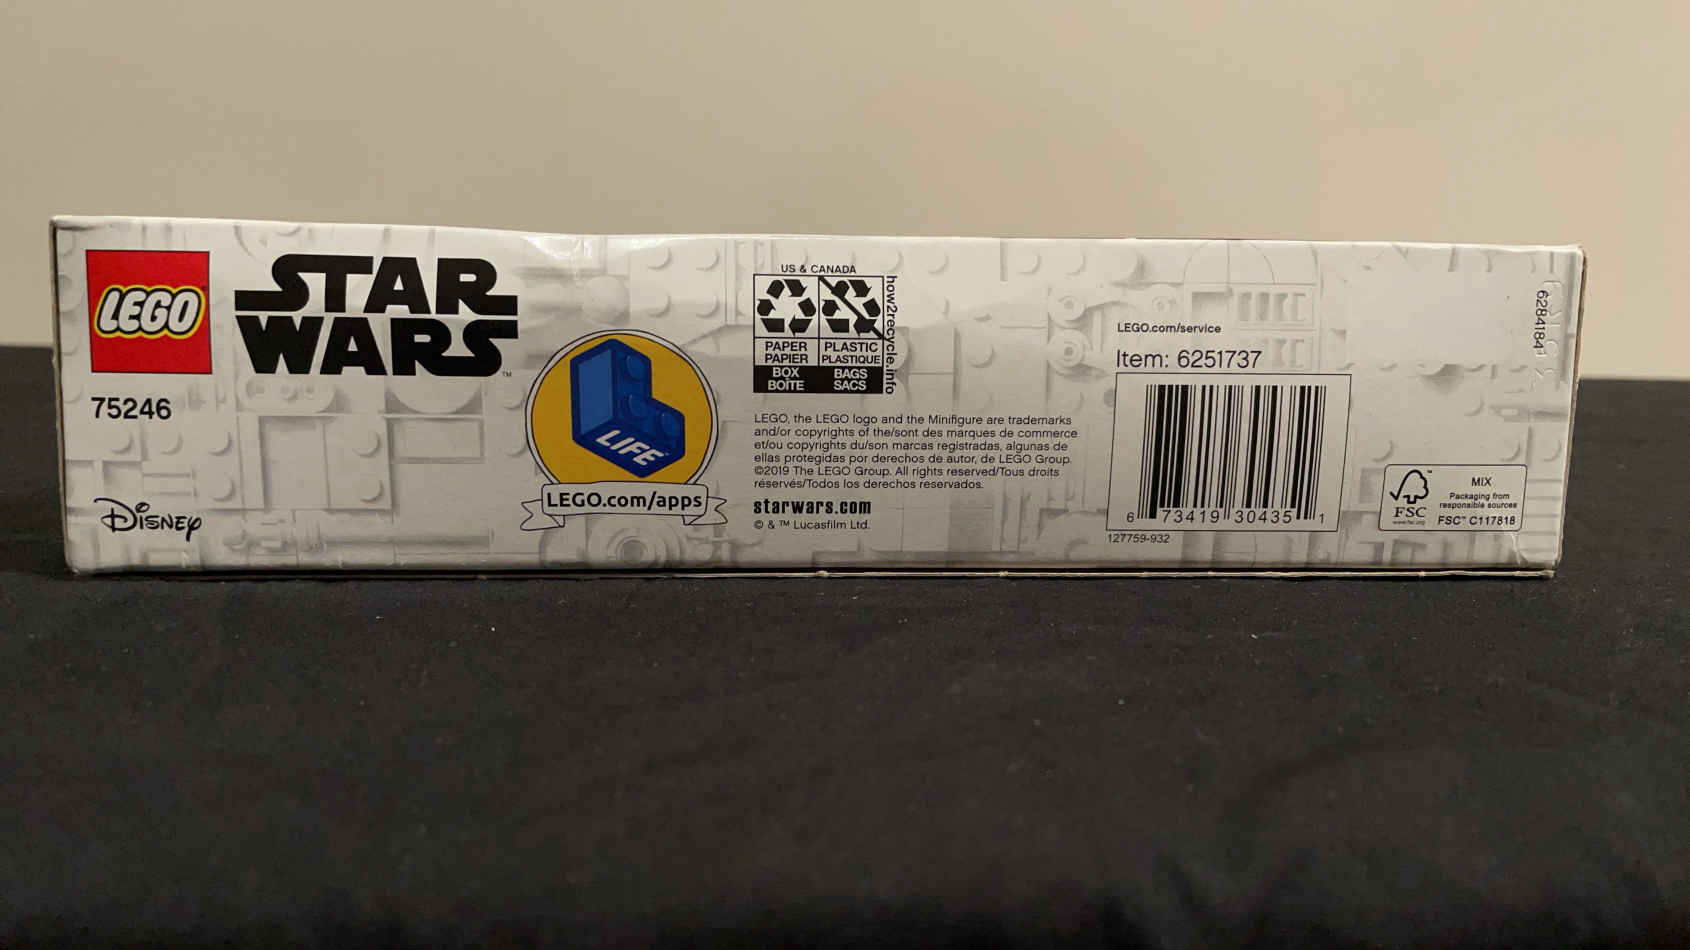 LEGO
STAR
WARS™
75246
Disney
LIFE
LEGO.com/apps
US & CANADA
PAPER
PAPIER
BOX
BOÎTE
PLASTIC
PLASTIQUE
BAGS
SACS
how2recycle.info
LEGO, the LEGO logo and the Minifigure are trademarks
and/or copyrights of the/sont des marques de commerce
et/ou copyrights du/son marcas registradas, algunas de
ellas protegidas por derechos de autor, de LEGO Group.
©2019 The LEGO Group. All rights reserved/Tous droits
réservés/Todos los derechos reservados.
starwars.com
© & ™ Lucasfilm Ltd.
LEGO.com/service
Item: 6251737
6 73419 30435 1
127759-932
FSC™
www.fsc.org
MIX
Packaging from
responsible sources
FSC™ C117818
6284184